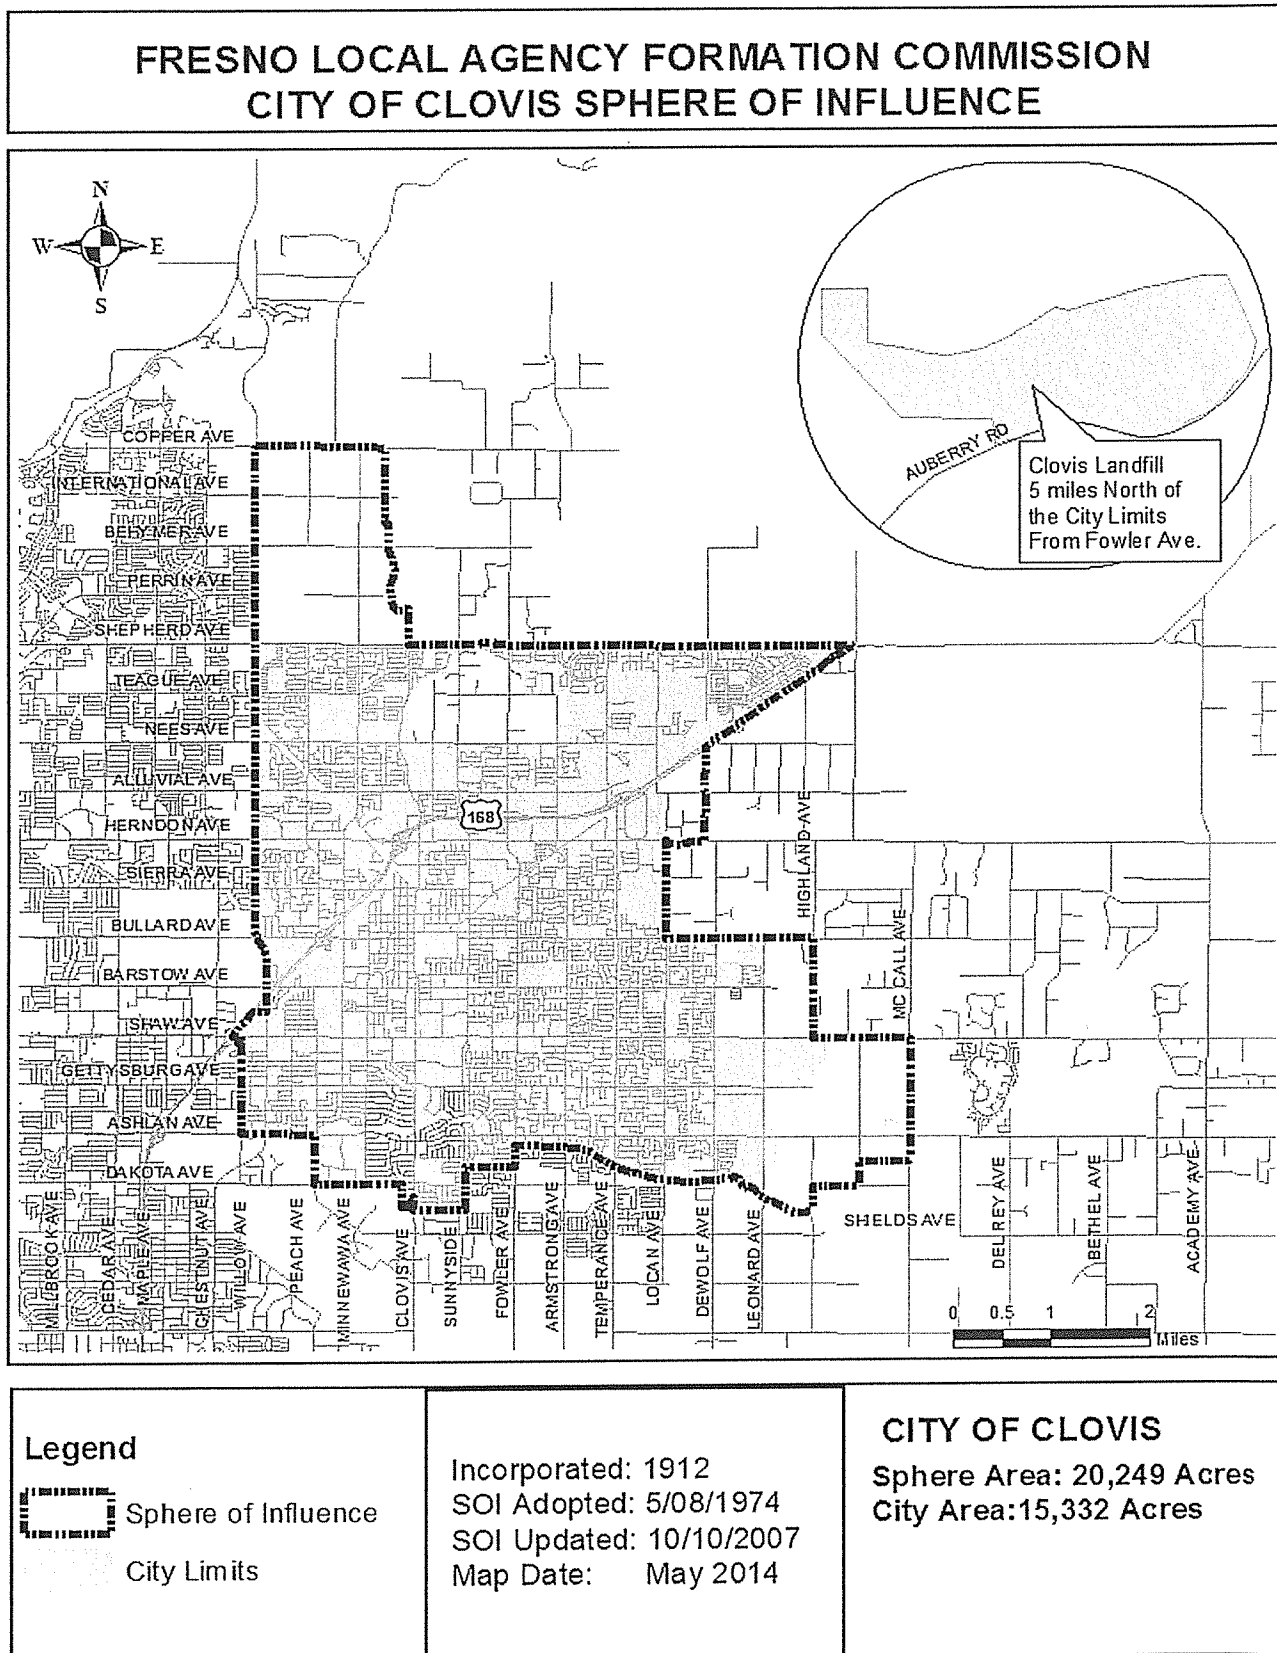 FRESNO LOCAL AGENCY FORMATION COMMISSION
CITY OF CLOVIS SPHERE OF INFLUENCE
N
W E
S
AUBERRY RD
Clovis Landfill
5 miles North of
the City Limits
From Fowler Ave.
COPPER AVE
INTERNATIONAL AVE
BEHYMER AVE
PERRIN AVE
SHEPHERD AVE
TEAGUE AVE
NEES AVE
ALLUVIAL AVE
168
HERNDON AVE
SIERRA AVE
HIGHLAND AVE
BULLARD AVE
MC CALL AVE
BARSTOW AVE
SHAW AVE
GETTYSBURG AVE
ASHLAN AVE
DAKOTA AVE
MILLBROOK AVE
CEDAR AVE
MAPLE AVE
CHESTNUT AVE
WILLOW AVE
PEACH AVE
MINNEWAWA AVE
CLOVIS AVE
SUNNYSIDE
FOWLER AVE
ARMSTRONG AVE
TEMPERANCE AVE
LOCAN AVE
DEWOLF AVE
LEONARD AVE
SHIELDS AVE
DEL REY AVE
BETHEL AVE
ACADEMY AVE
0 0.5 1 2
Miles
Legend
Sphere of Influence
City Limits
Incorporated: 1912
SOI Adopted: 5/08/1974
SOI Updated: 10/10/2007
Map Date: May 2014
CITY OF CLOVIS
Sphere Area: 20,249 Acres
City Area:15,332 Acres